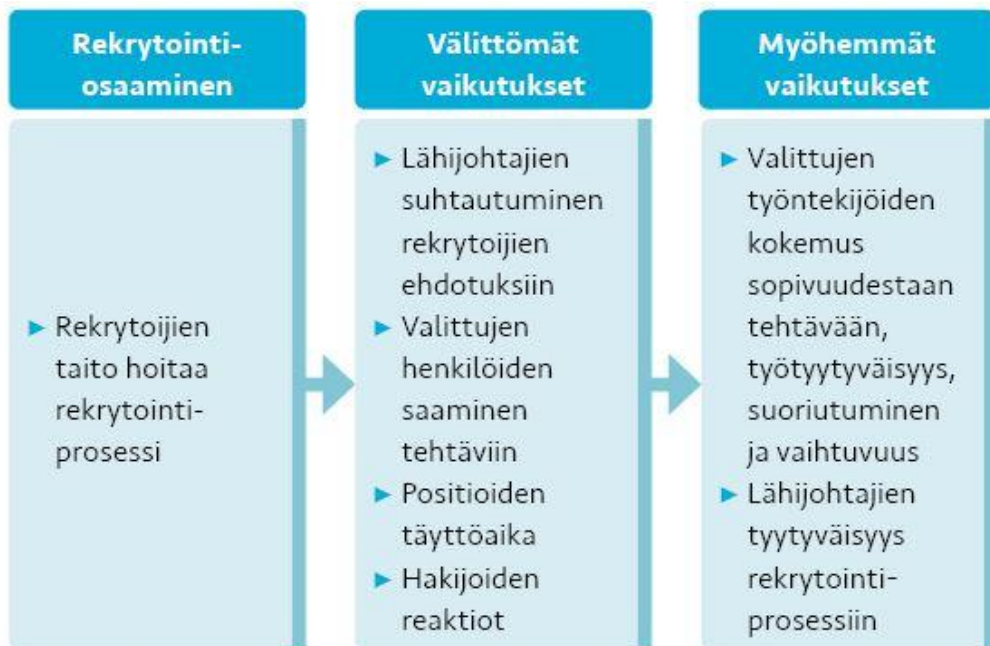 Rekrytointi-
osaaminen
Rekrytoijien
taito hoitaa
rekrytointi-
prosessi
Välittömät
vaikutukset
Lähijohtajien
suhtautuminen
rekrytoijien
ehdotuksiin
Valittujen
henkilöiden
saaminen
tehtäviin
Positioiden
täyttöaika
Hakijoiden
reaktiot
Myöhemmät
vaikutukset
Valittujen
työntekijöiden
kokemus
sopivuudestaan
tehtävään,
työtyytyväisyys,
suoriutuminen
ja vaihtuvuus
Lähijohtajien
tyytyväisyys
rekrytointi-
prosessiin